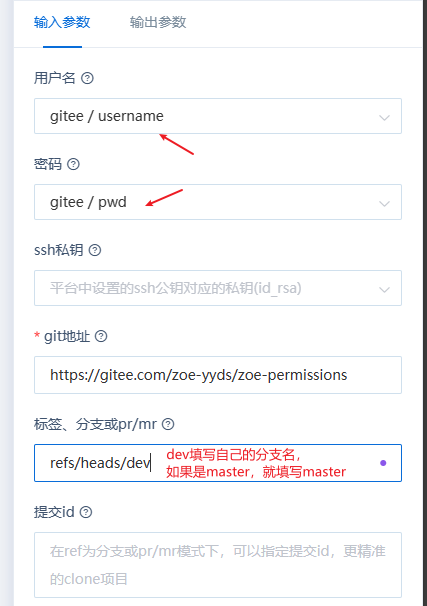 输入参数 输出参数
用户名
gitee / username
密码
gitee / pwd
ssh私钥
平台中设置的ssh公钥对应的私钥(id_rsa)
* git地址
https://gitee.com/zoe-yyds/zoe-permissions
标签、分支或pr/mr
refs/heads/dev
dev填写自己的分支名，
如果是master，就填写master
提交id
在ref为分支或pr/mr模式下，可以指定提交id，更精准
的clone项目